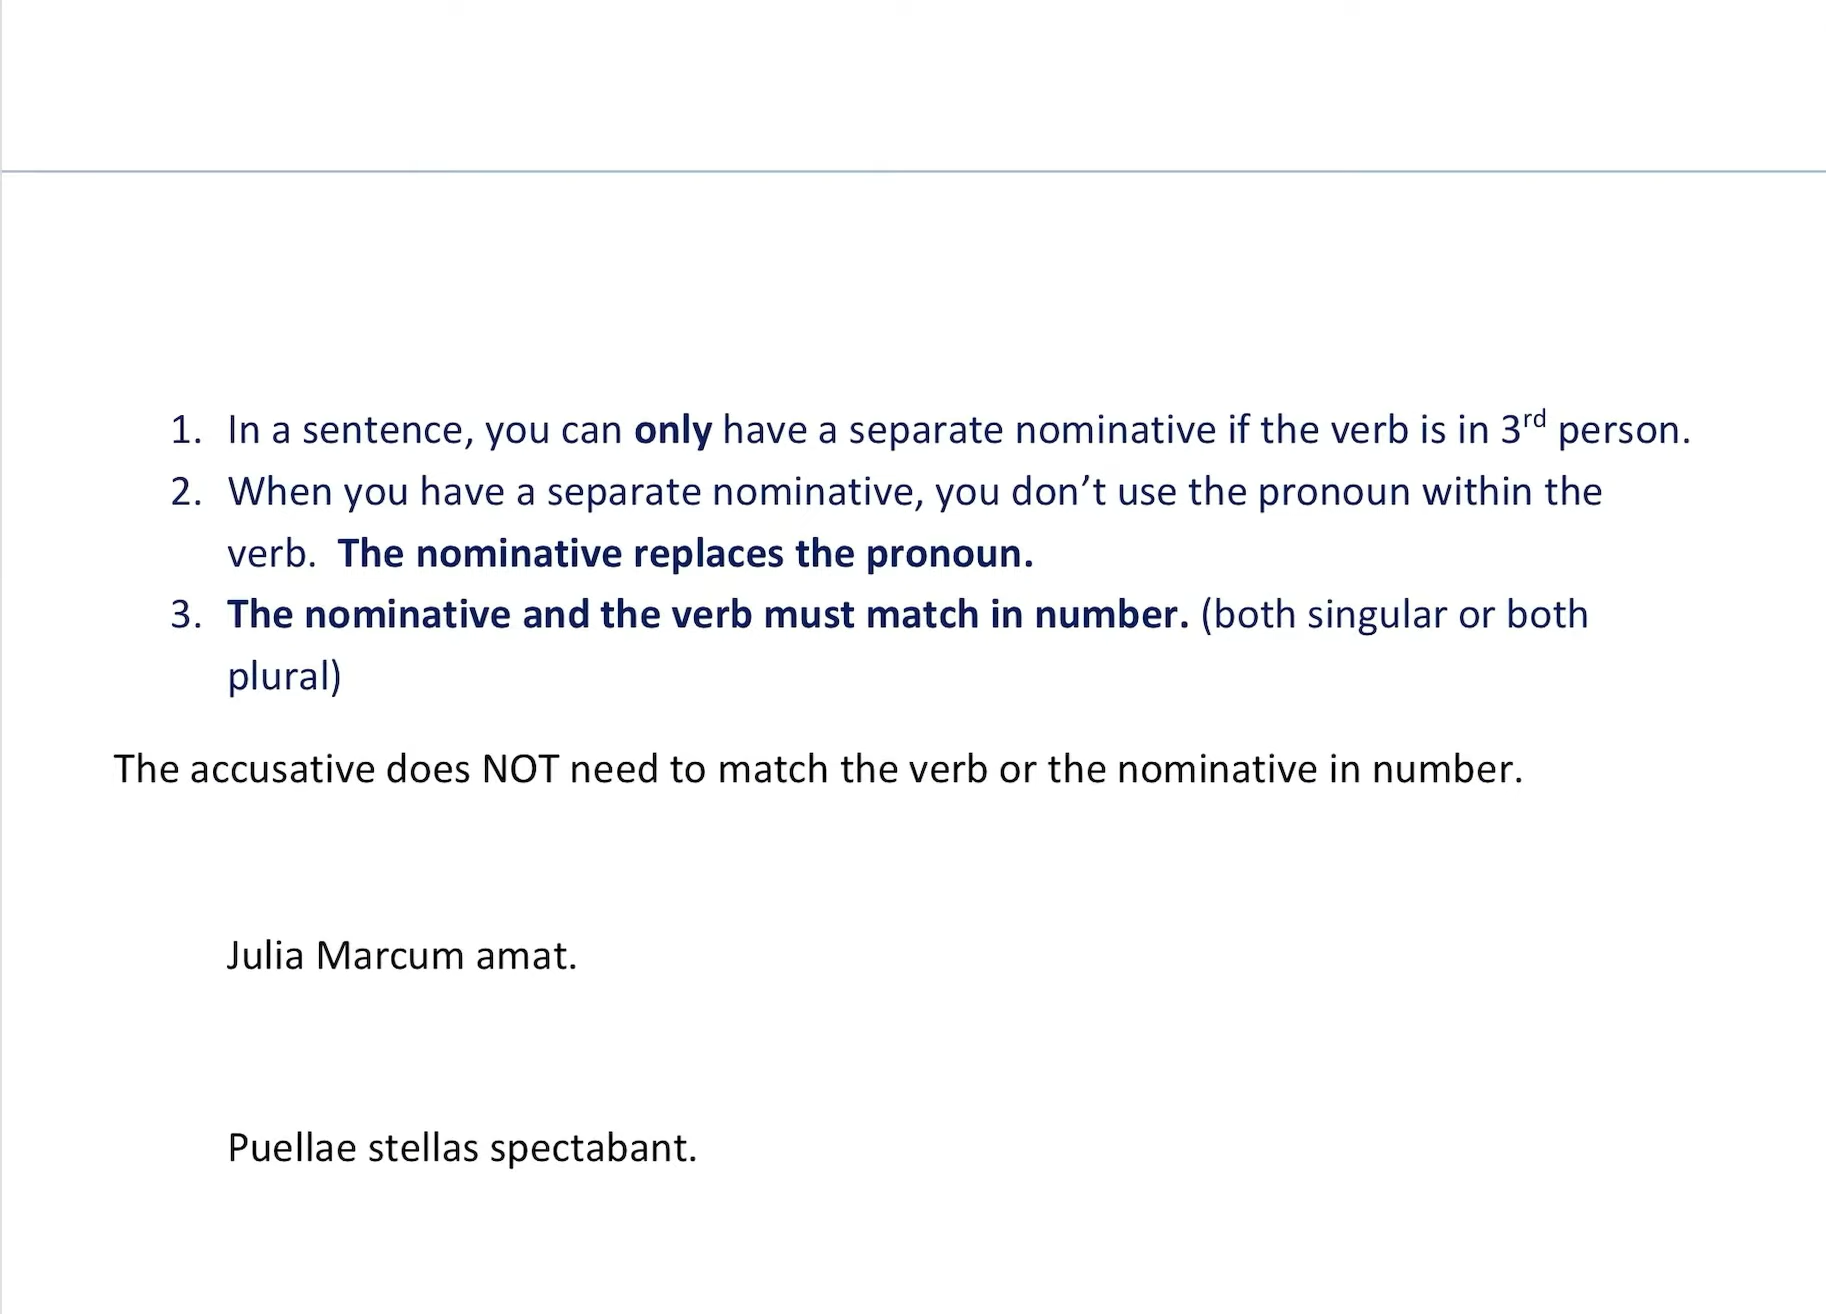 1. In a sentence, you can only have a separate nominative if the verb is in 3rd person.
2. When you have a separate nominative, you don’t use the pronoun within the
verb.  The nominative replaces the pronoun.
3. The nominative and the verb must match in number. (both singular or both
plural)
The accusative does NOT need to match the verb or the nominative in number.
Julia Marcum amat.
Puellae stellas spectabant.